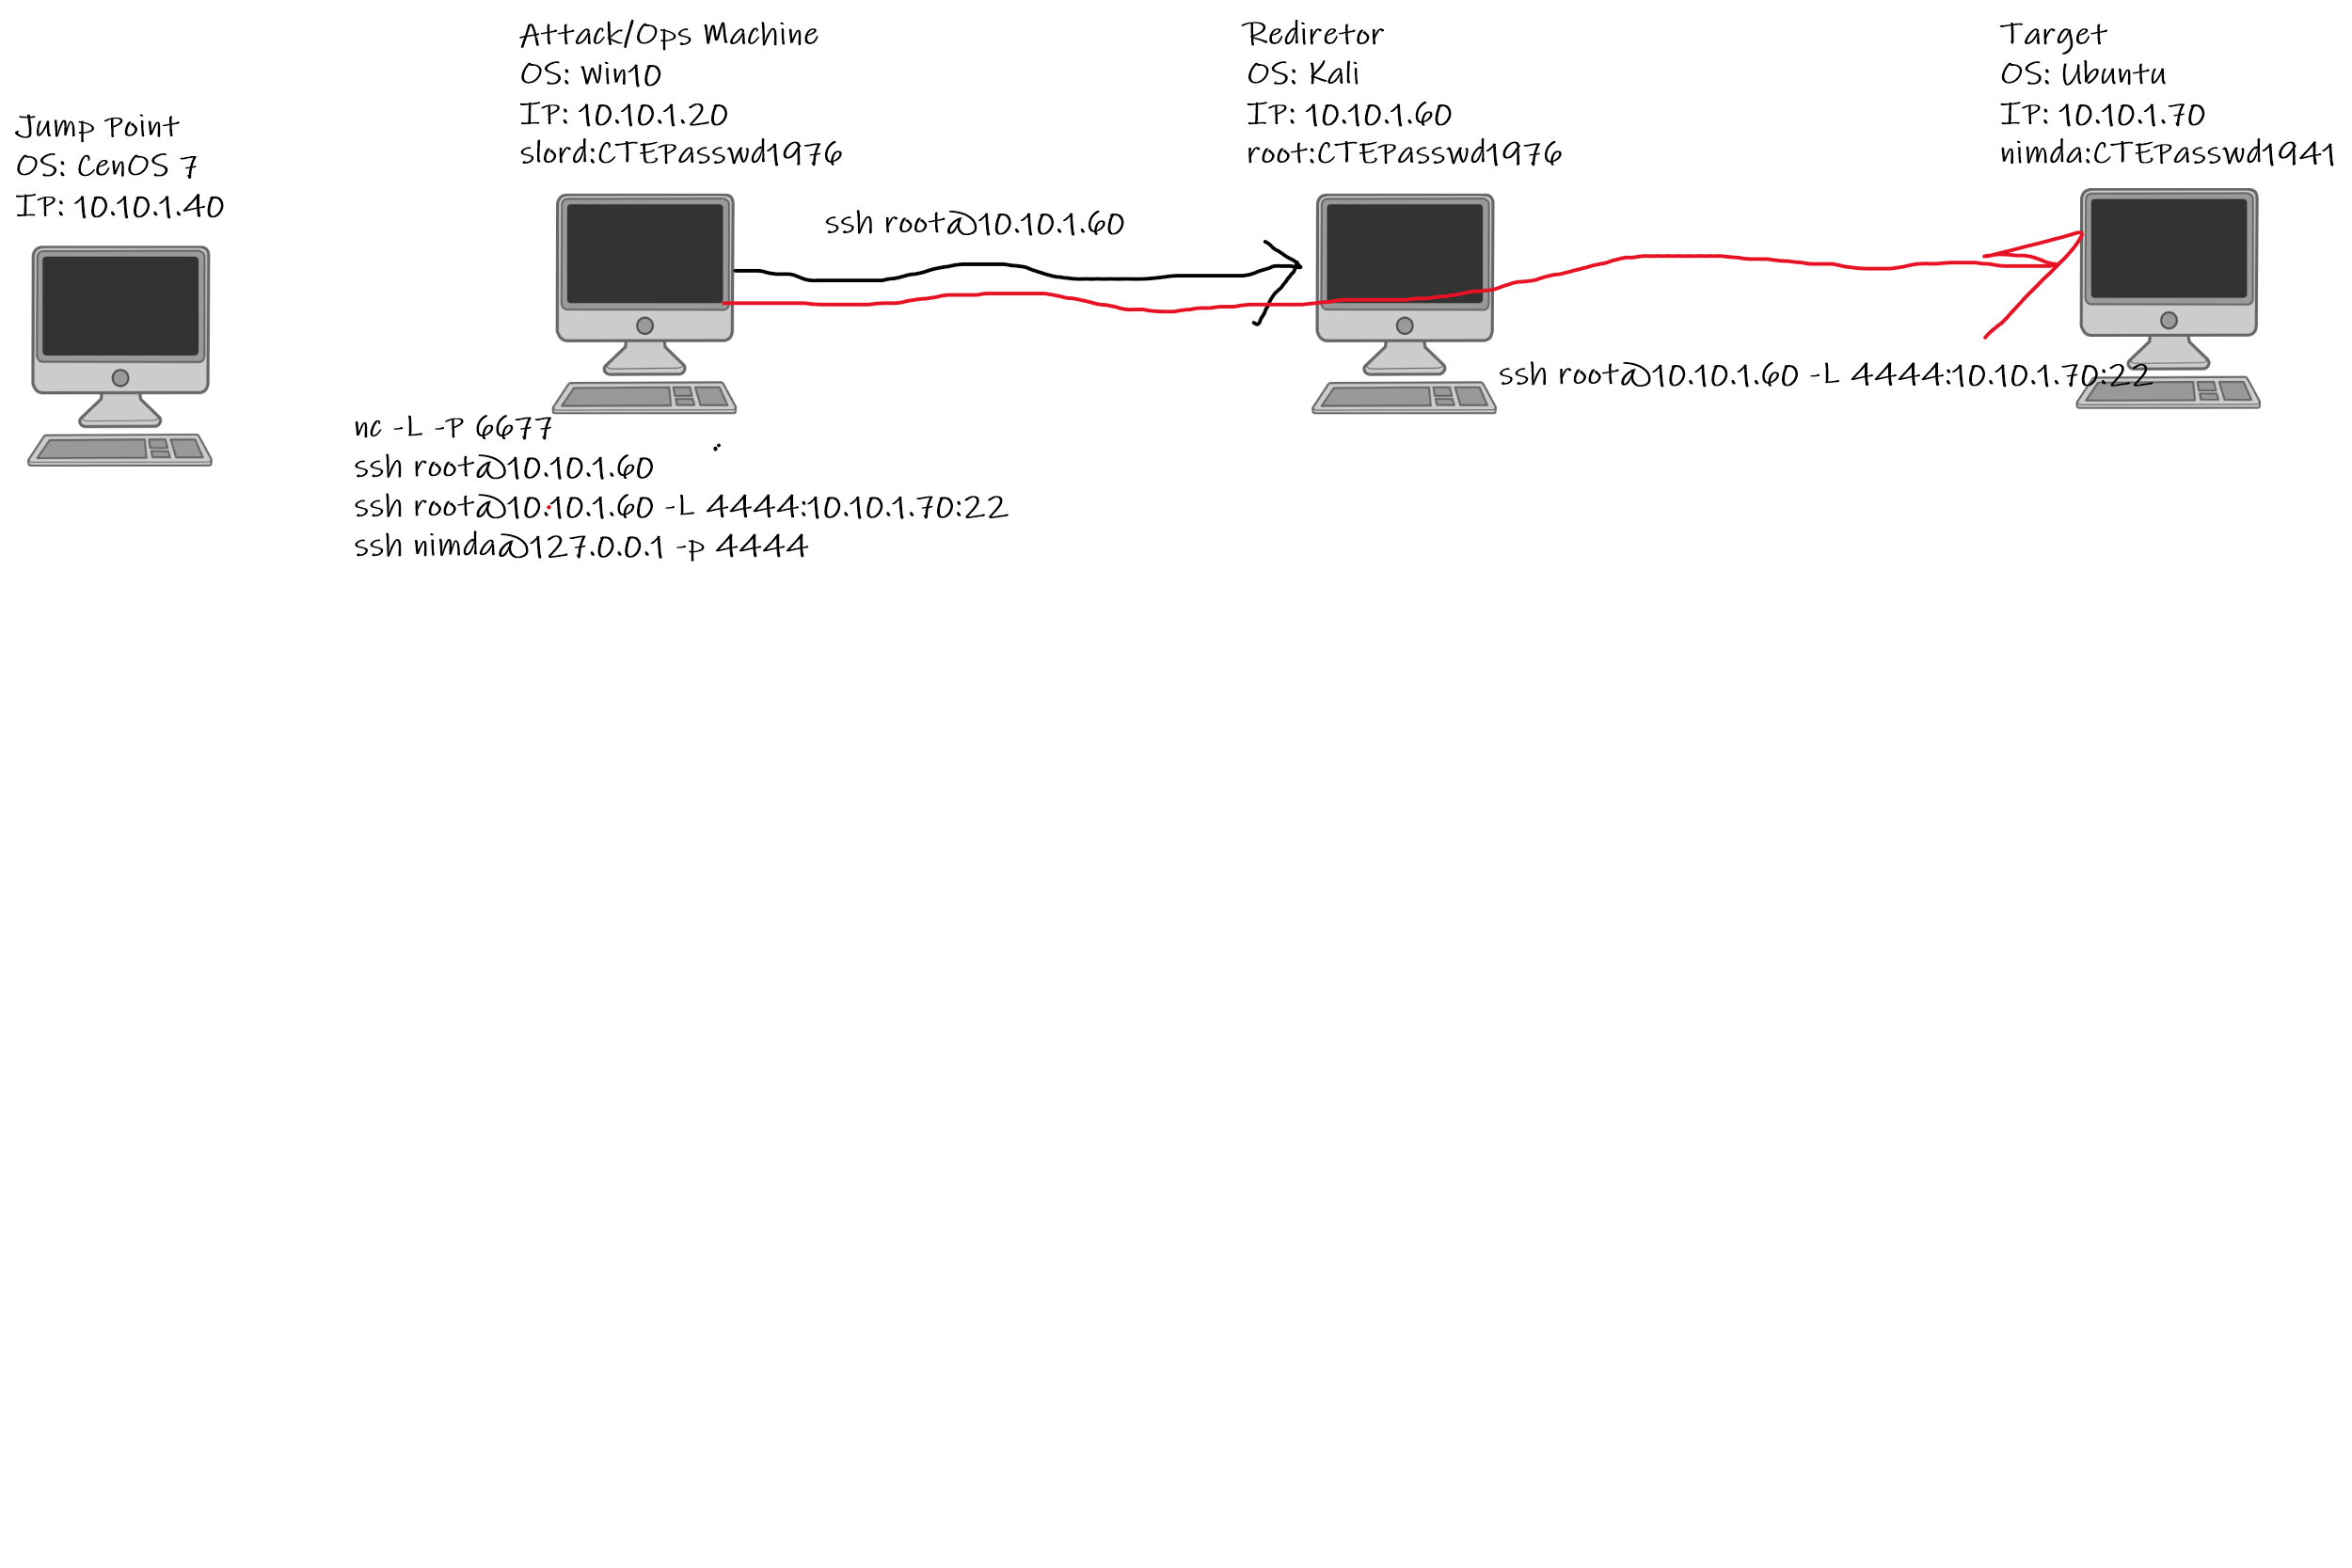 Jump Point
OS: CenOS 7
IP: 10.10.1.40
Attack/Ops Machine
OS: Win10
IP: 10.10.1.20
slord:CTEPasswd1976
ssh root@10.10.1.60
Rediretor
OS: Kali
IP: 10.10.1.60
root:CTEPasswd1976
Target
OS: Ubuntu
IP: 10.10.1.70
nimda:CTEPasswd1941
ssh root@10.10.1.60 -L 4444:10.10.1.70:22
nc -L -P 6677
ssh root@10.10.1.60
ssh root@10.10.1.60 -L 4444:10.10.1.70:22
ssh nimda@127.0.0.1 -p 4444